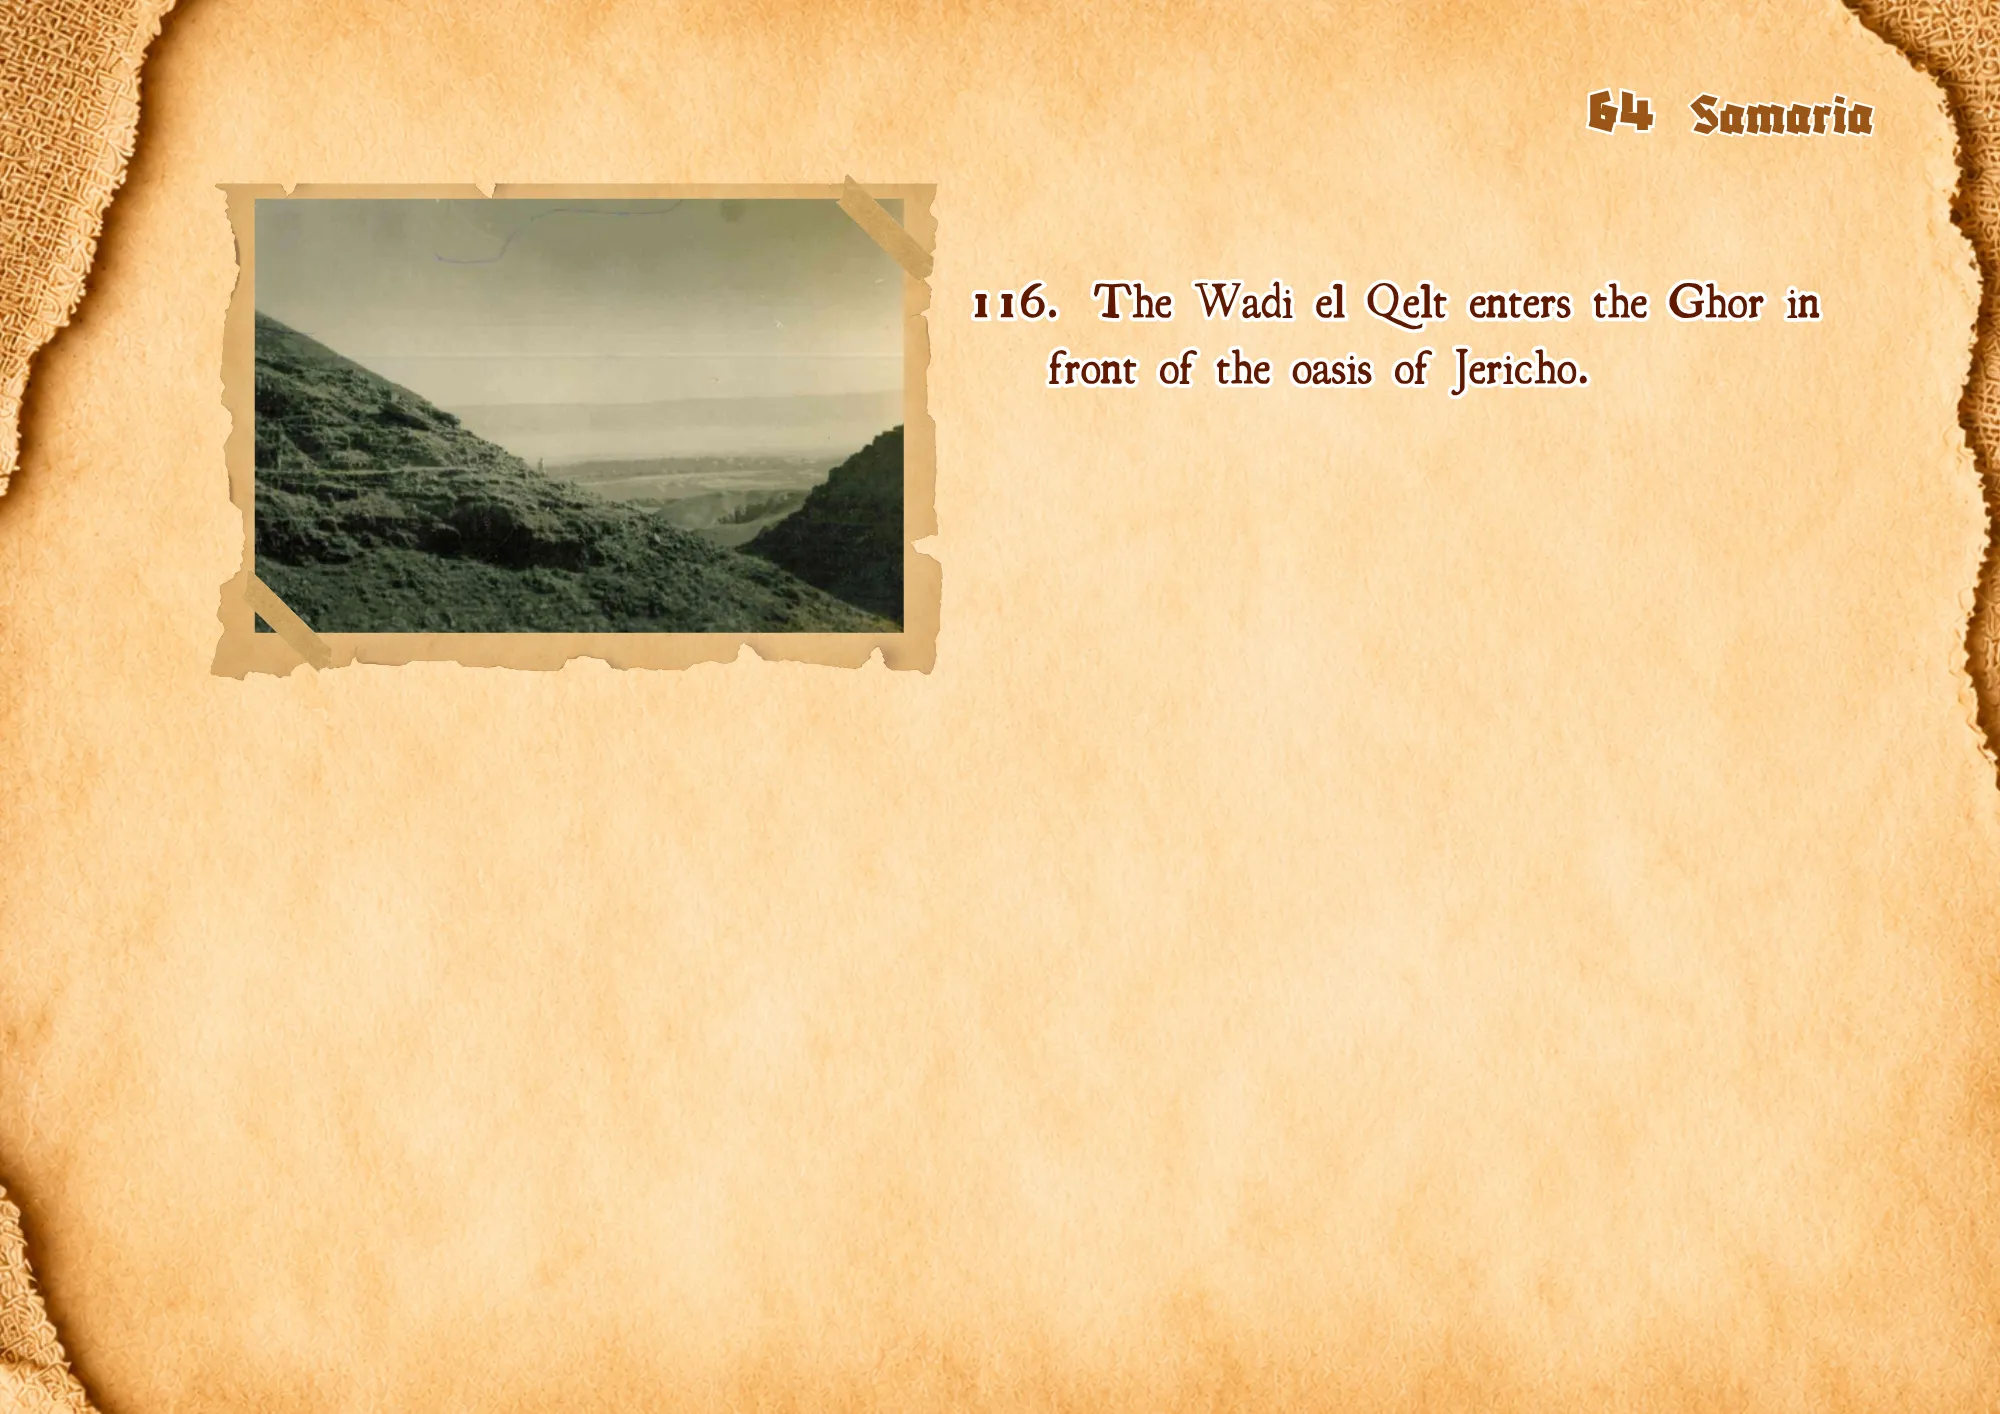 64 Samaria
116. The Wadi el Qelt enters the Ghor in
front of the oasis of Jericho.